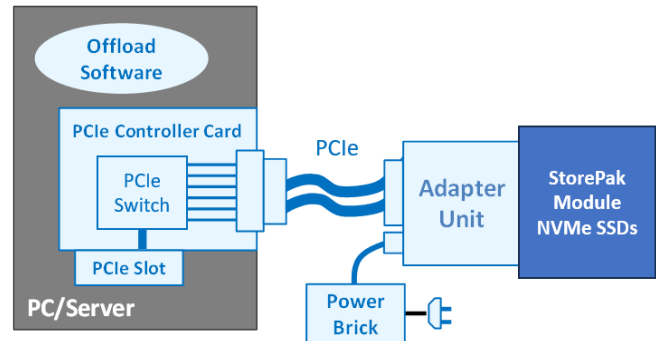 Offload
Software
PCIe Controller Card
PCIe
Switch
PCIe Slot
PC/Server
PCIe
Adapter
Unit
StorePak
Module
NVMe SSDs
Power
Brick